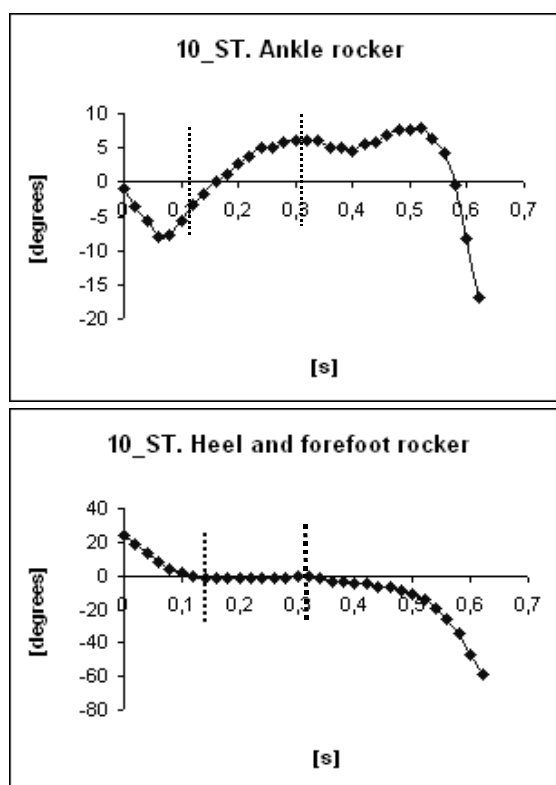 10_ST. Ankle rocker
10
5
0
-5
-10
-15
-20
0 0,1 0,2 0,3 0,4 0,5 0,6 0,7
[degrees]
[s]
10_ST. Heel and forefoot rocker
40
20
0
-20
-40
-60
-80
0 0,1 0,2 0,3 0,4 0,5 0,6 0,7
[degrees]
[s]